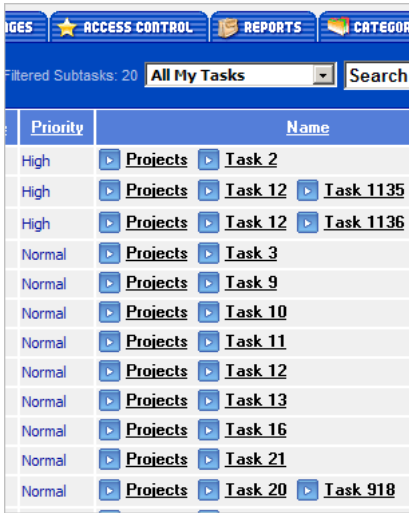 ACCESS CONTROL REPORTS
Filtered Subtasks: 20 All My Tasks Search
Priority Name
High Projects Task 2
High Projects Task 12 Task 1135
High Projects Task 12 Task 1136
Normal Projects Task 3
Normal Projects Task 9
Normal Projects Task 10
Normal Projects Task 11
Normal Projects Task 12
Normal Projects Task 13
Normal Projects Task 16
Normal Projects Task 21
Normal Projects Task 20 Task 918